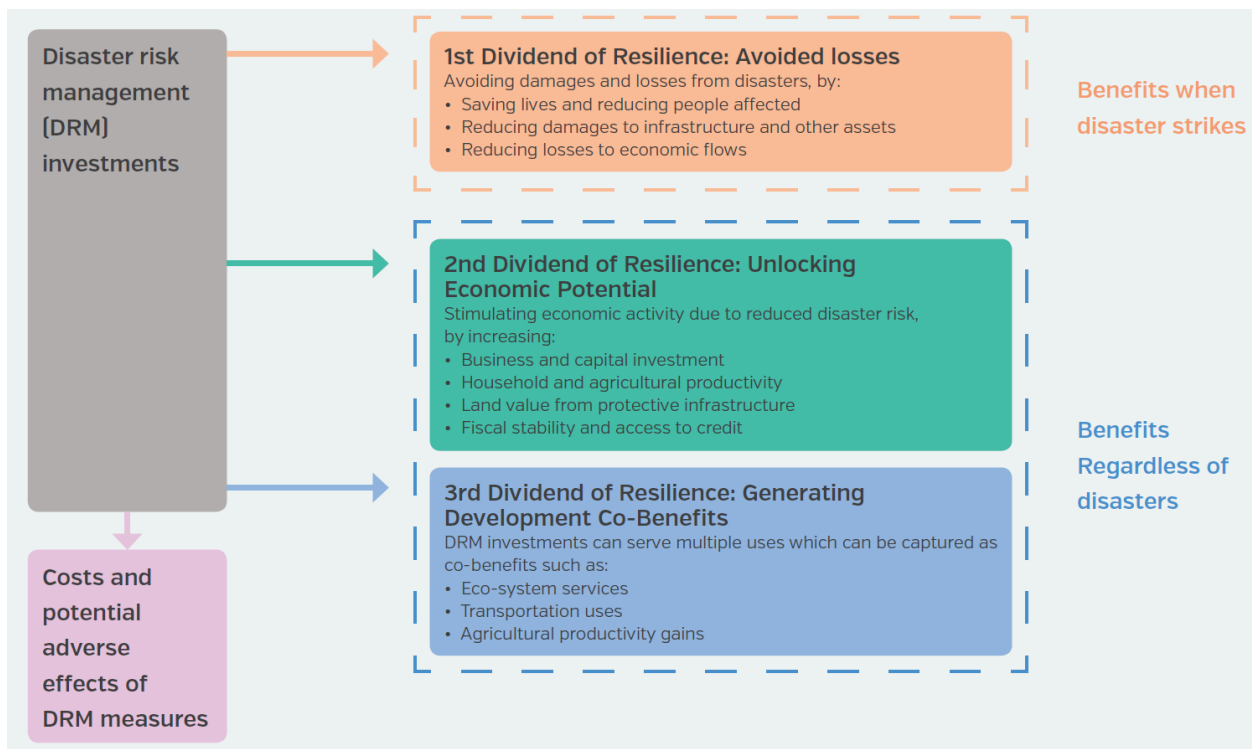 Disaster risk
management
(DRM)
investments
1st Dividend of Resilience: Avoided losses
Avoiding damages and losses from disasters, by:
• Saving lives and reducing people affected
• Reducing damages to infrastructure and other assets
• Reducing losses to economic flows
Benefits when
disaster strikes
2nd Dividend of Resilience: Unlocking
Economic Potential
Stimulating economic activity due to reduced disaster risk,
by increasing:
• Business and capital investment
• Household and agricultural productivity
• Land value from protective infrastructure
• Fiscal stability and access to credit
3rd Dividend of Resilience: Generating
Development Co-Benefits
DRM investments can serve multiple uses which can be captured as
co-benefits such as:
• Eco-system services
• Transportation uses
• Agricultural productivity gains
Benefits
Regardless of
disasters
Costs and
potential
adverse
effects of
DRM measures